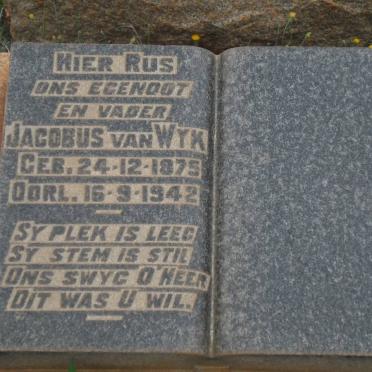 HIER RUS
ONS EGENOOT
EN VADER
JACOBUS VAN WYK
GEB. 24-12-1875
OORL. 16-9-1942
SY PLEK IS LEEG
SY STEM IS STIL
ONS SWYG O'HEER
DIT WAS U WIL.